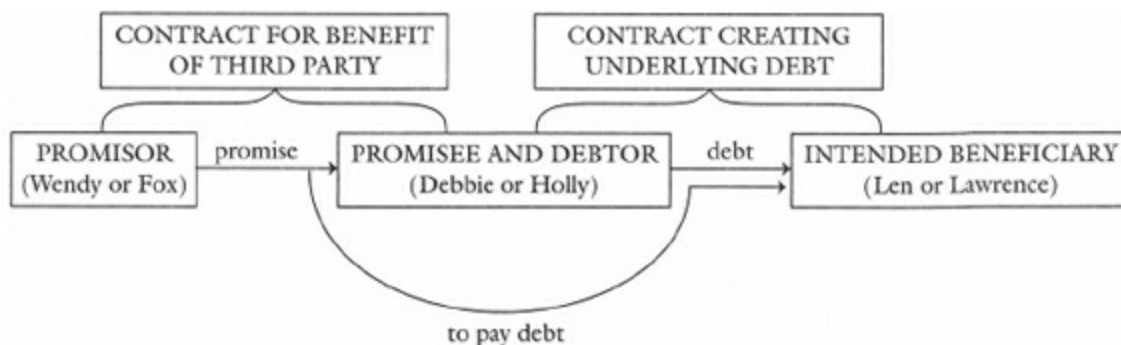 CONTRACT FOR BENEFIT
OF THIRD PARTY
CONTRACT CREATING
UNDERLYING DEBT
PROMISOR
(Wendy or Fox)
promise
PROMISEE AND DEBTOR
(Debbie or Holly)
debt
INTENDED BENEFICIARY
(Len or Lawrence)
to pay debt